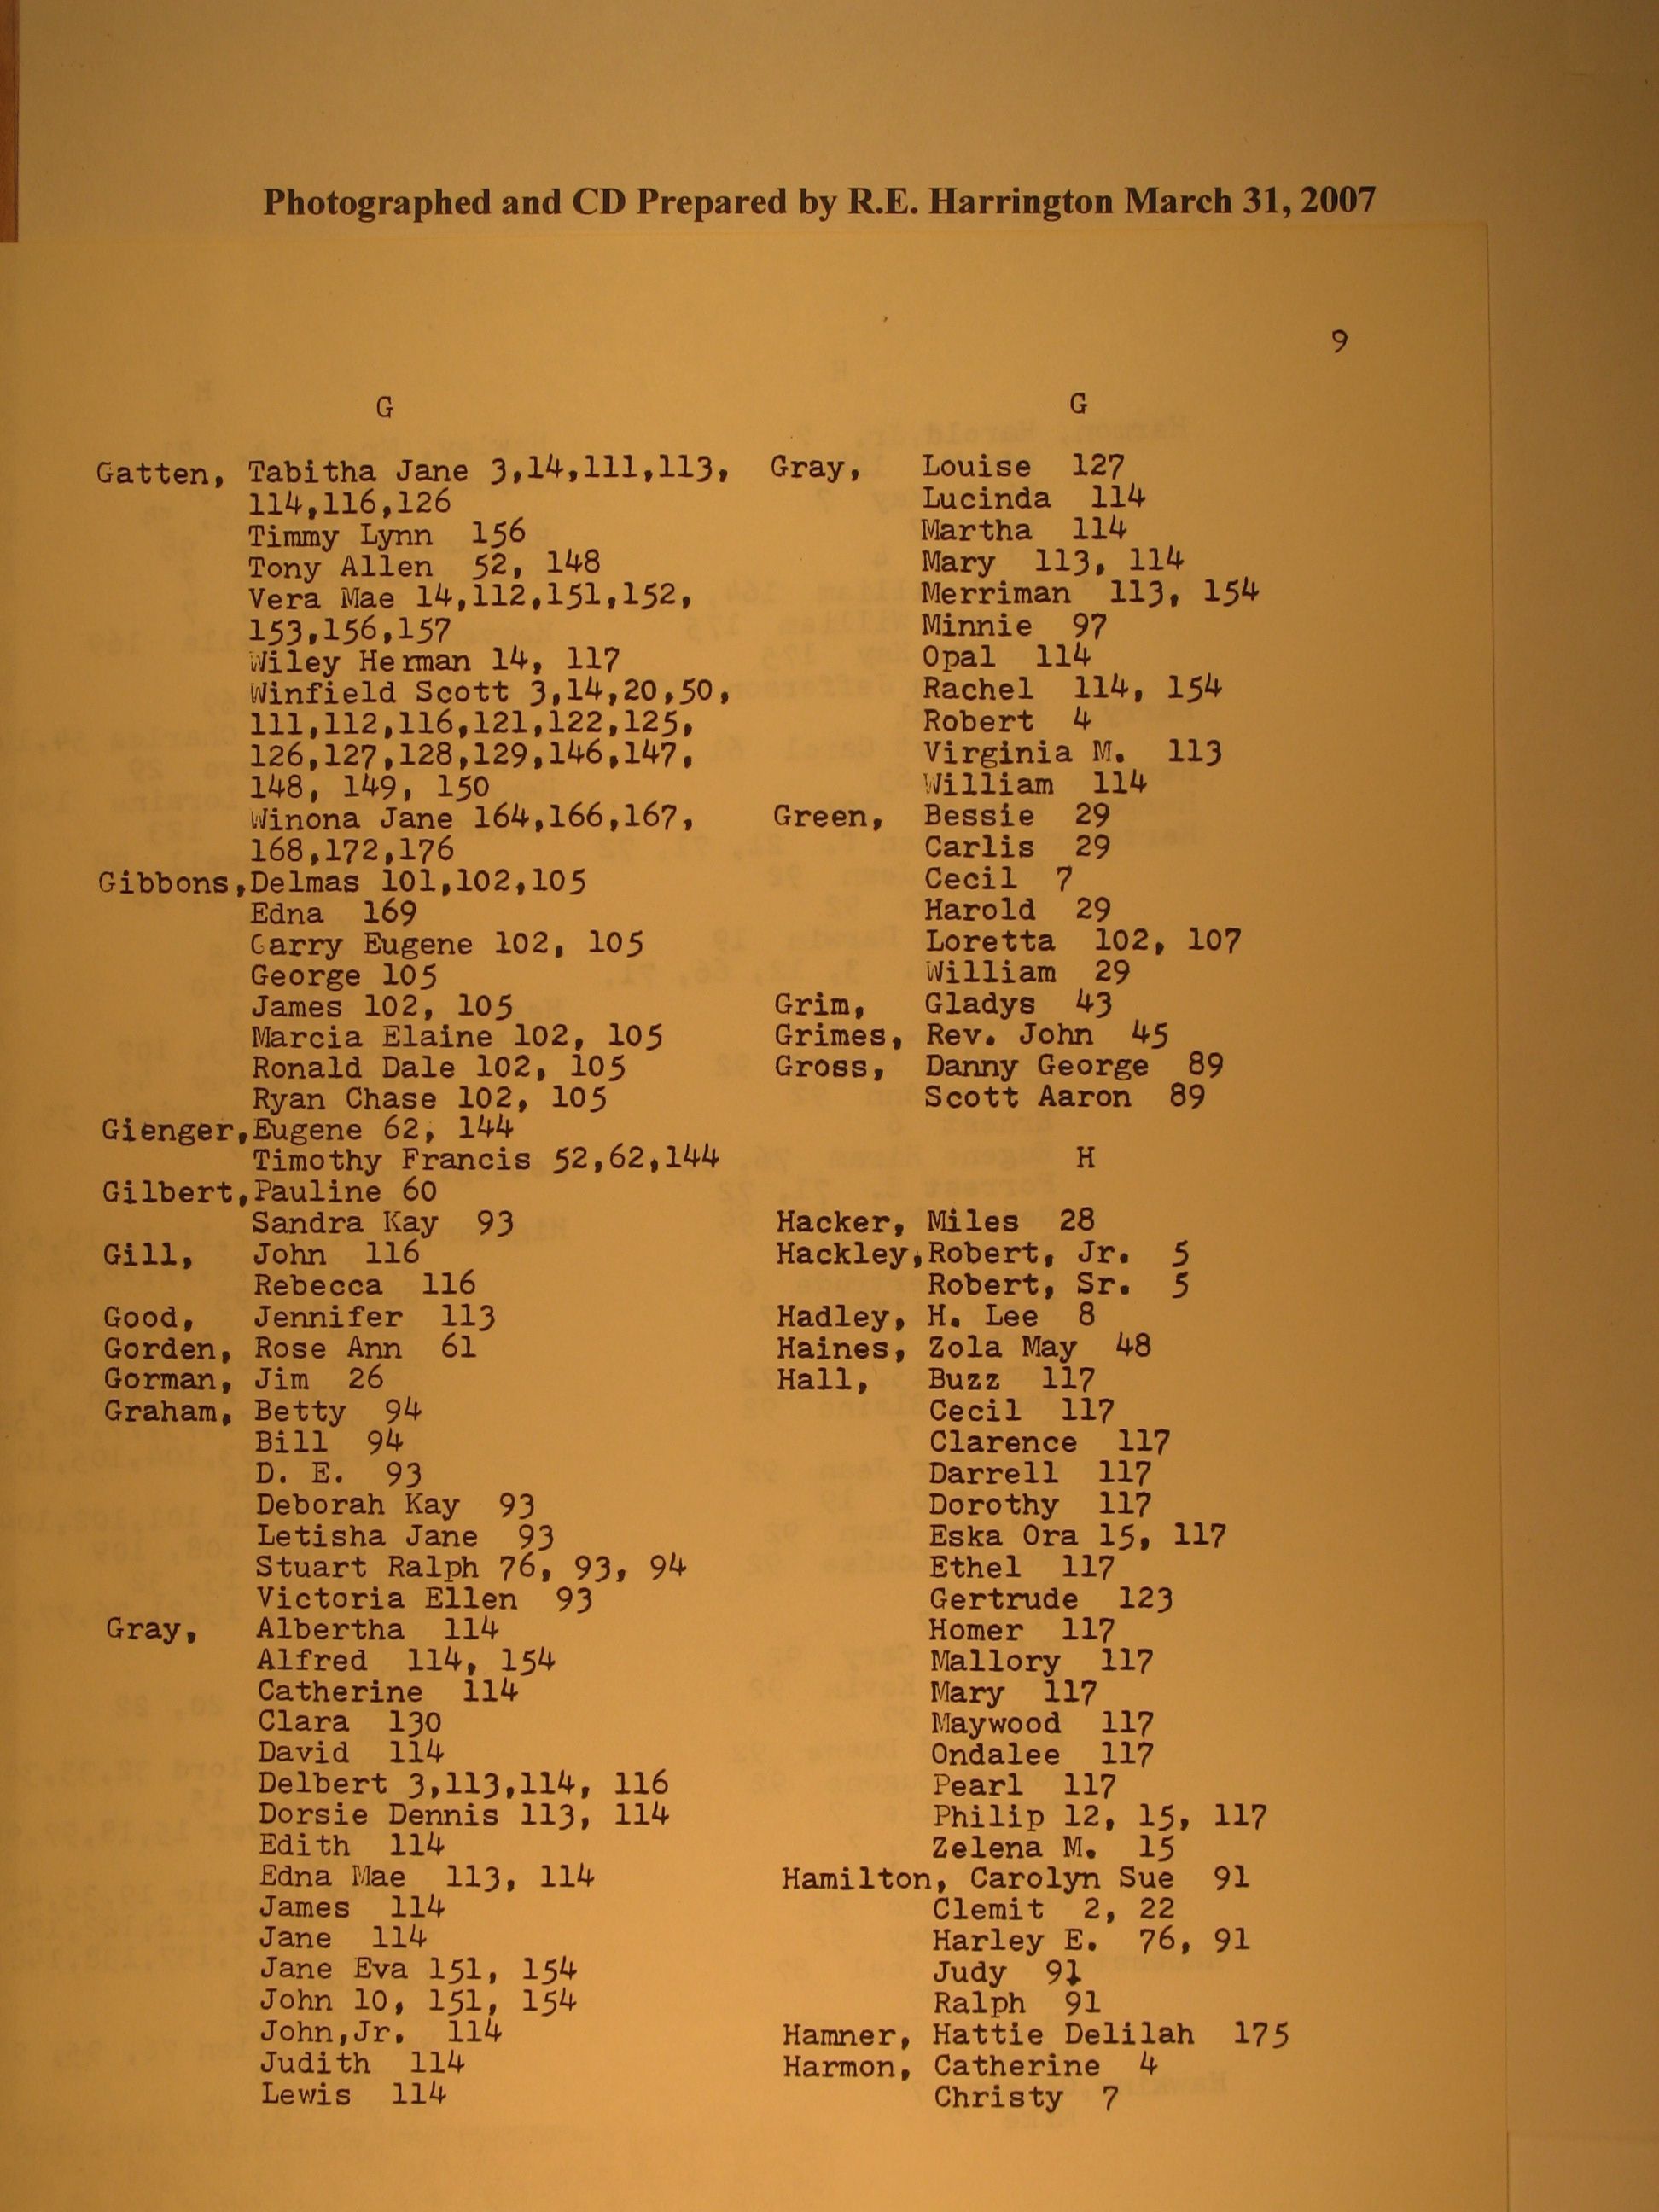 Photographed and CD Prepared by R.E. Harrington March 31, 2007
9
G
Gatten, Tabitha Jane 3,14,111,113,
114,116,126
Timmy Lynn 156
Tony Allen 52, 148
Vera Mae 14,112,151,152,
153,156,157
Wiley Herman 14, 117
Winfield Scott 3,14,20,50,
111,112,116,121,122,125,
126,127,128,129,146,147,
148, 149, 150
Winona Jane 164,166,167,
168,172,176
Gibbons,Delmas 101,102,105
Edna 169
Garry Eugene 102, 105
George 105
James 102, 105
Marcia Elaine 102, 105
Ronald Dale 102, 105
Ryan Chase 102, 105
Gienger,Eugene 62, 144
Timothy Francis 52,62,144
Gilbert,Pauline 60
Sandra Kay 93
Gill, John 116
Rebecca 116
Good, Jennifer 113
Gorden, Rose Ann 61
Gorman, Jim 26
Graham, Betty 94
Bill 94
D. E. 93
Deborah Kay 93
Letisha Jane 93
Stuart Ralph 76, 93, 94
Victoria Ellen 93
Gray, Albertha 114
Alfred 114, 154
Catherine 114
Clara 130
David 114
Delbert 3,113,114, 116
Dorsie Dennis 113, 114
Edith 114
Edna Mae 113, 114
James 114
Jane 114
Jane Eva 151, 154
John 10, 151, 154
John,Jr. 114
Judith 114
Lewis 114
G
Gray, Louise 127
Lucinda 114
Martha 114
Mary 113, 114
Merriman 113, 154
Minnie 97
Opal 114
Rachel 114, 154
Robert 4
Virginia M. 113
William 114
Green, Bessie 29
Carlis 29
Cecil 7
Harold 29
Loretta 102, 107
William 29
Grim, Gladys 43
Grimes, Rev. John 45
Gross, Danny George 89
Scott Aaron 89
H
Hacker, Miles 28
Hackley,Robert, Jr. 5
Robert, Sr. 5
Hadley, H. Lee 8
Haines, Zola May 48
Hall, Buzz 117
Cecil 117
Clarence 117
Darrell 117
Dorothy 117
Eska Ora 15, 117
Ethel 117
Gertrude 123
Homer 117
Mallory 117
Mary 117
Maywood 117
Ondalee 117
Pearl 117
Philip 12, 15, 117
Zelena M. 15
Hamilton, Carolyn Sue 91
Clemit 2, 22
Harley E. 76, 91
Judy 91
Ralph 91
Hamner, Hattie Delilah 175
Harmon, Catherine 4
Christy 7